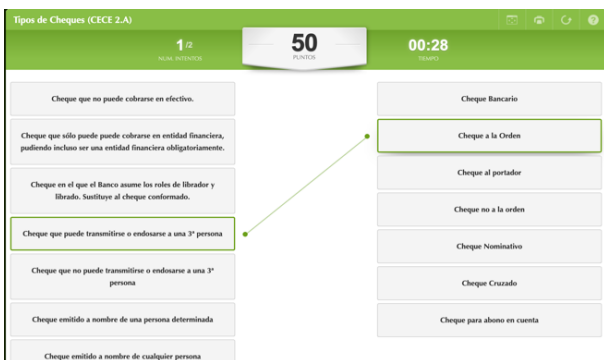 Tipos de Cheques (CECE 2.A)
1/2
NUM. INTENTOS
50
PUNTOS
00:28
TIEMPO
Cheque que no puede cobrarse en efectivo.
Cheque que sólo puede puede cobrarse en entidad financiera,
pudiendo incluso ser una entidad financiera obligatoriamente.
Cheque en el que el Banco asume los roles de librador y
librado. Sustituye al cheque conformado.
Cheque que puede transmitirse o endosarse a una 3ª persona
Cheque que no puede transmitirse o endosarse a una 3ª
persona
Cheque emitido a nombre de una persona determinada
Cheque emitido a nombre de cualquier persona
Cheque Bancario
Cheque a la Orden
Cheque al portador
Cheque no a la orden
Cheque Nominativo
Cheque Cruzado
Cheque para abono en cuenta